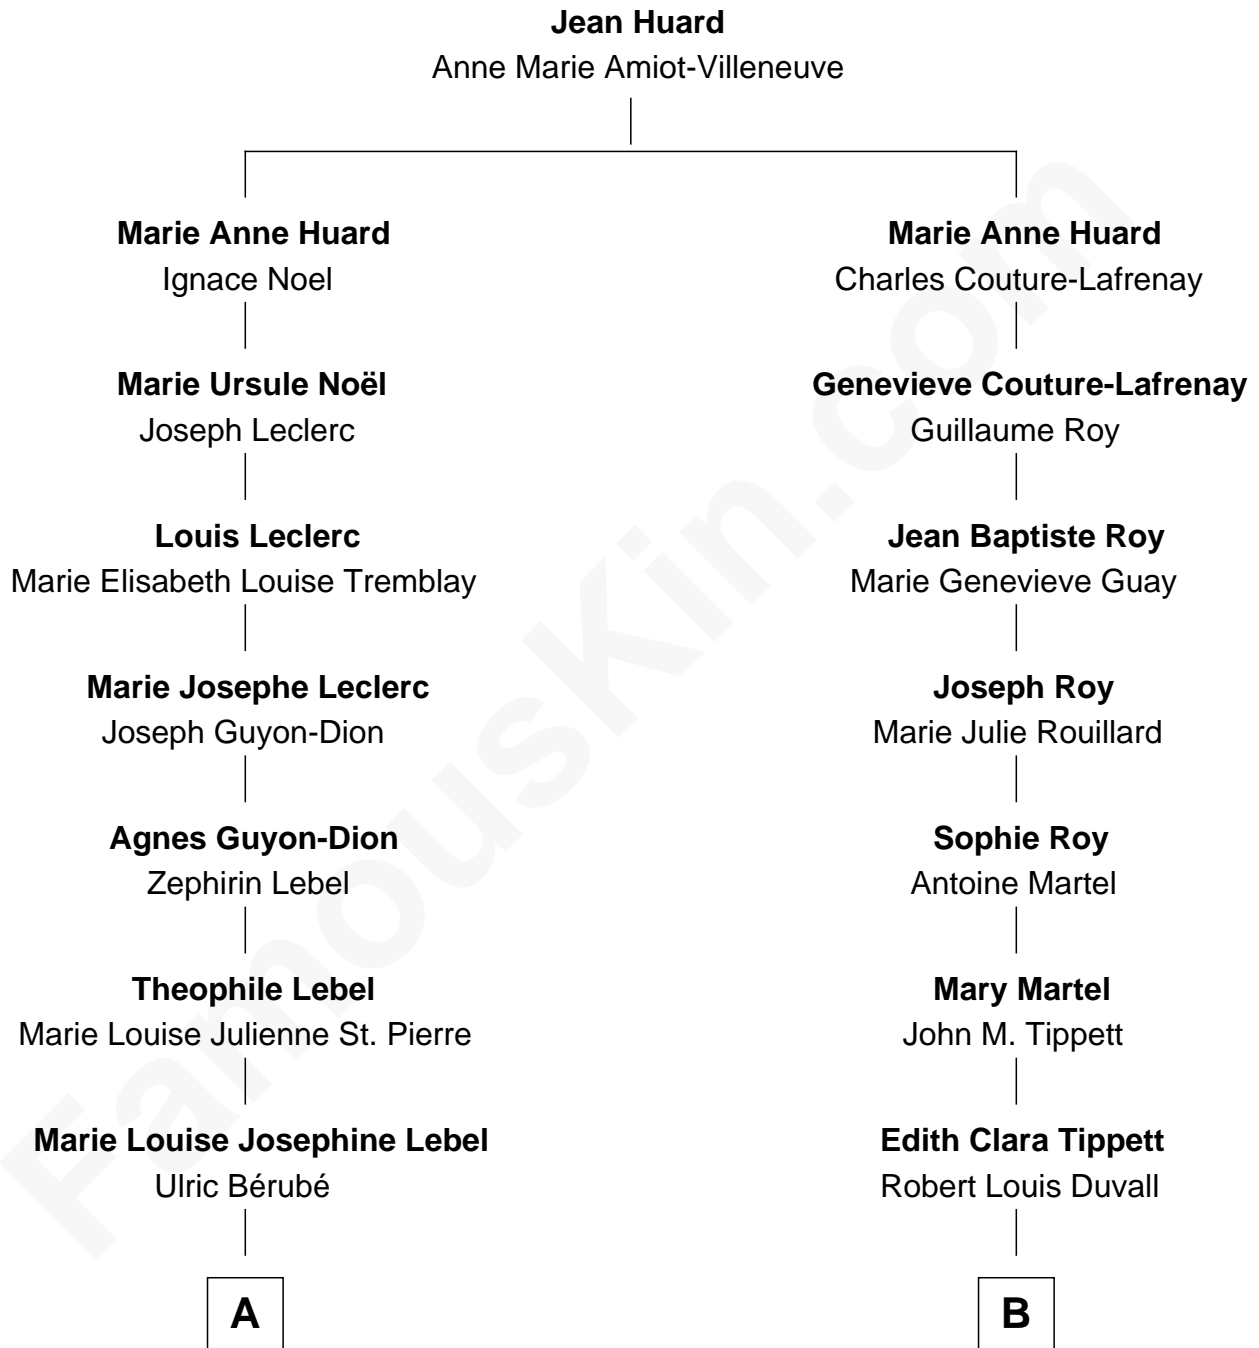 Jean Huard
Anne Marie Amiot-Villeneuve
Marie Anne Huard
Ignace Noel
Marie Ursule Noël
Joseph Leclerc
Louis Leclerc
Marie Elisabeth Louise Tremblay
Marie Josephe Leclerc
Joseph Guyon-Dion
Agnes Guyon-Dion
Zephirin Lebel
Theophile Lebel
Marie Louise Julienne St. Pierre
Marie Louise Josephine Lebel
Ulric Bérubé
A
Marie Anne Huard
Charles Couture-Lafrenay
Genevieve Couture-Lafrenay
Guillaume Roy
Jean Baptiste Roy
Marie Genevieve Guay
Joseph Roy
Marie Julie Rouillard
Sophie Roy
Antoine Martel
Mary Martel
John M. Tippett
Edith Clara Tippett
Robert Louis Duvall
B
FamousKin.com